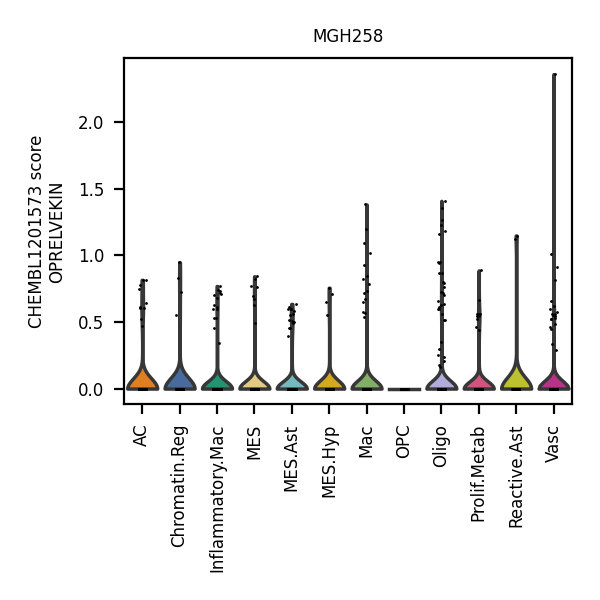 MGH258
CHEMBL1201573 score
OPRELVEKIN
2.0
1.5
1.0
0.5
0.0
AC
Chromatin.Reg
Inflammatory.Mac
MES
MES.Ast
MES.Hyp
Mac
OPC
Oligo
Prolif.Metab
Reactive.Ast
Vasc